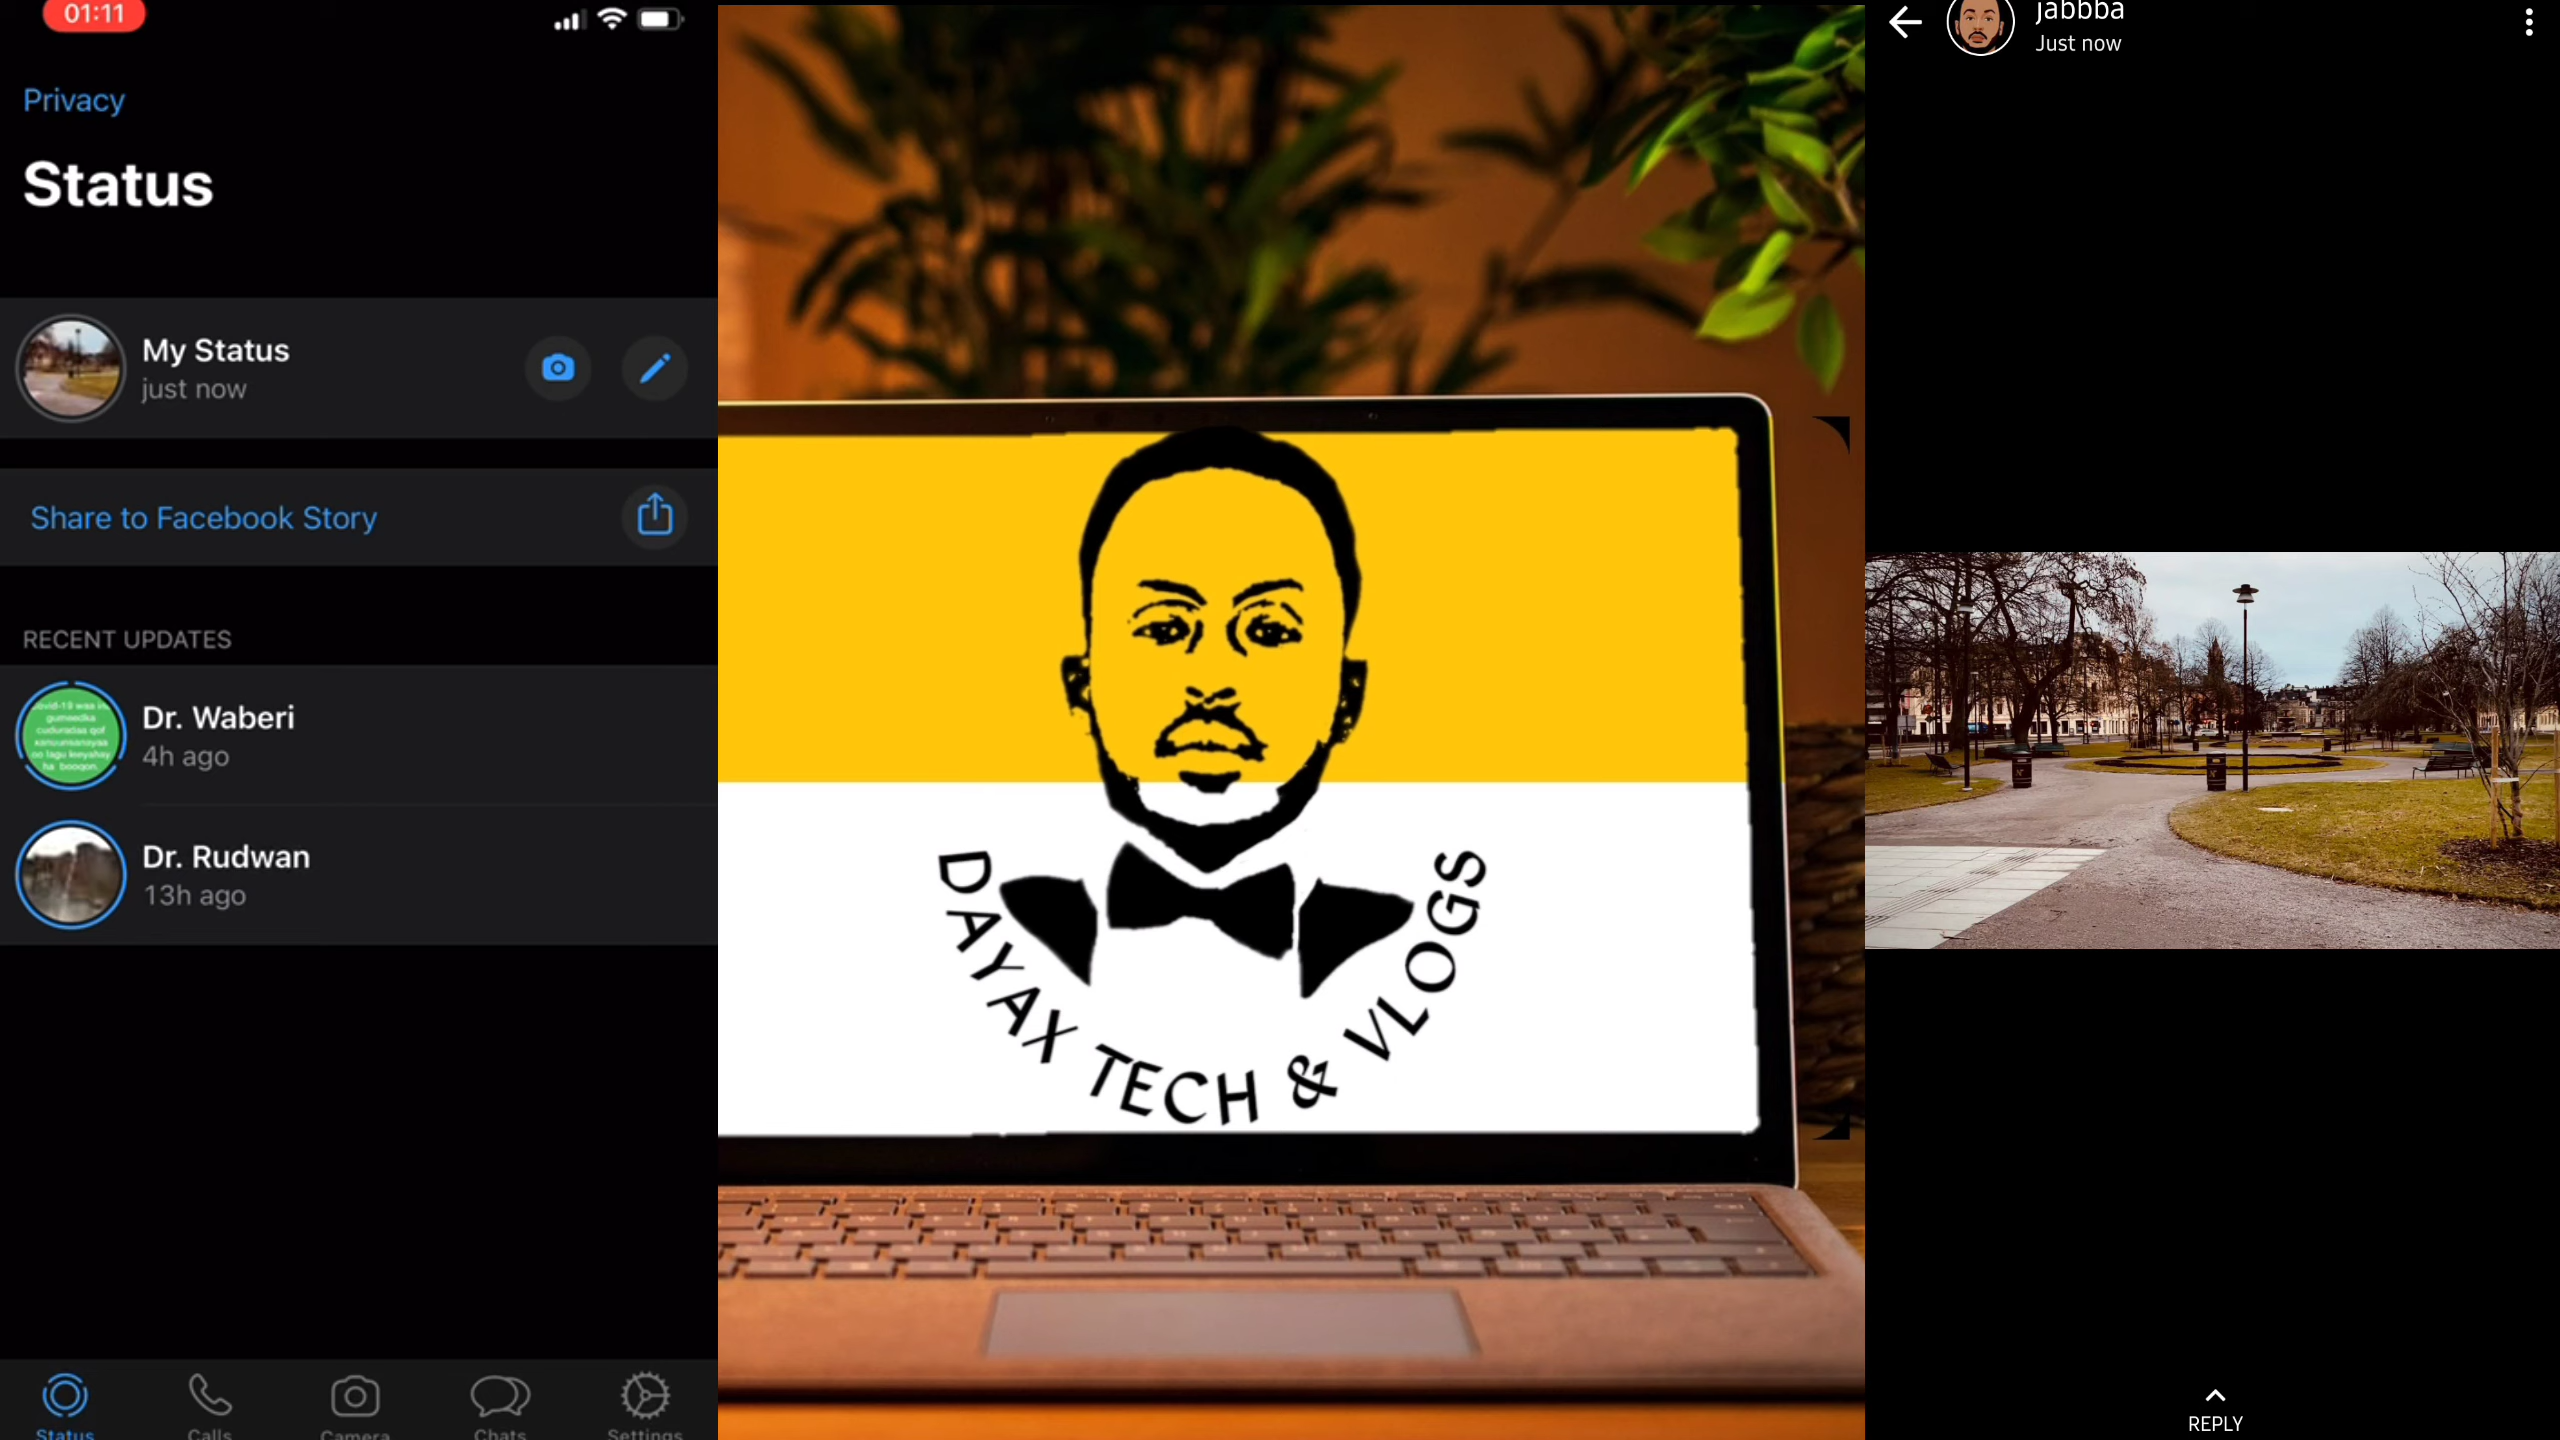 01:11
Privacy
Status
My Status
just now
Share to Facebook Story
RECENT UPDATES
Dr. Waberi
4h ago
Dr. Rudwan
13h ago
Status
Calls
Camera
Chats
Settings
DAYAX TECH & VLOGS
jabbba
Just now
REPLY